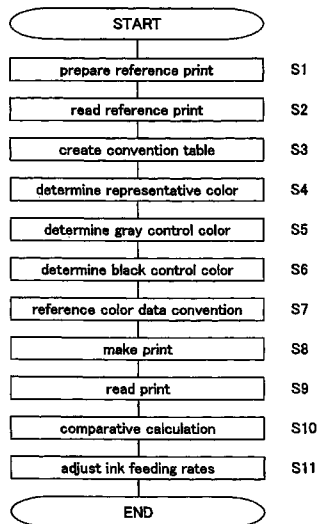 START
prepare reference print S1
read reference print S2
create convention table S3
determine representative color S4
determine gray control color S5
determine black control color S6
reference color data convention S7
make print S8
read print S9
comparative calculation S10
adjust ink feeding rates S11
END